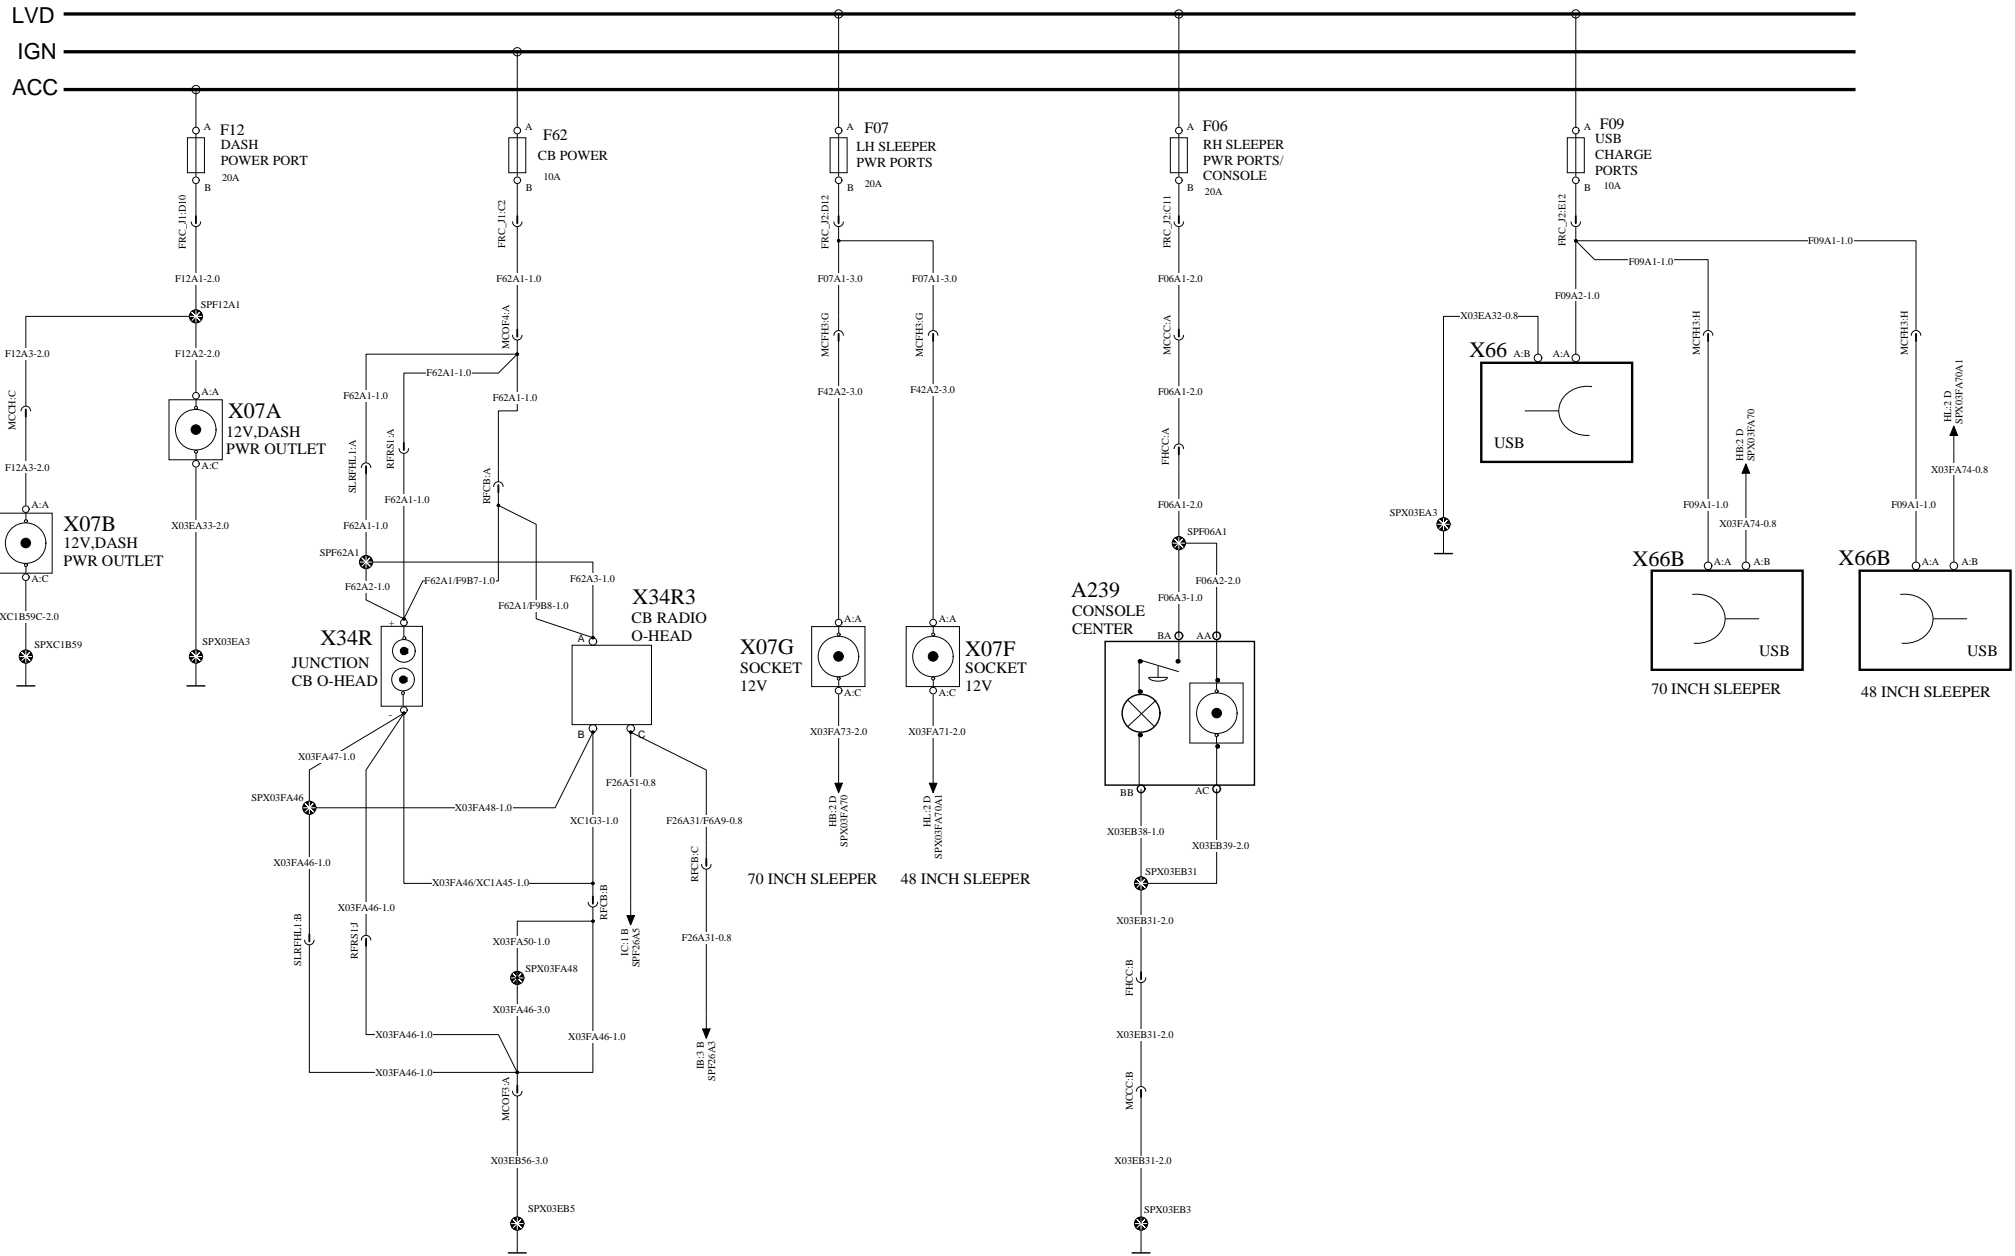 LVD
IGN
ACC
A
F12
DASH
POWER PORT
20A
B
FRC_J1:D10
F12A1-2.0
SPF12A1
F12A3-2.0
F12A2-2.0
MCCH:C
F12A3-2.0
A:A
X07A
12V,DASH
PWR OUTLET
A:C
A:A
X07B
12V,DASH
PWR OUTLET
A:C
X03EA33-2.0
XC1B59C-2.0
SPXC1B59
SPX03EA3
A
F62
CB POWER
10A
B
FRC_J1:C2
F62A1-1.0
MCOF4:A
F62A1-1.0
F62A1-1.0
F62A1-1.0
SLRFHL1:A
RFRS1:A
RFCB:A
F62A1-1.0
F62A1-1.0
SPF62A1
F62A2-1.0
F62A1/F9B7-1.0
F62A3-1.0
F62A1/F9B8-1.0
X34R
JUNCTION
CB O-HEAD
+
-
X34R3
CB RADIO
O-HEAD
A
B
C
X03FA47-1.0
SPX03FA46
X03FA48-1.0
F26A51-0.8
XC1G3-1.0
F26A31/F6A9-0.8
X03FA46-1.0
RFCB:C
X03FA46/XC1A45-1.0
RFCB:B
X03FA46-1.0
SLRFHL1:B
RFRS1:J
X03FA50-1.0
IC:1 B
SPF26A5
F26A31-0.8
SPX03FA48
X03FA46-3.0
X03FA46-1.0
X03FA46-1.0
IB:3 B
SPF26A3
X03FA46-1.0
MCOF3:A
X03EB56-3.0
SPX03EB5
A
F07
LH SLEEPER
PWR PORTS
20A
B
FRC_J2:D12
F07A1-3.0
F07A1-3.0
MCFH3:G
MCFH3:G
F42A2-3.0
F42A2-3.0
A:A
X07G
SOCKET
12V
A:C
A:A
X07F
SOCKET
12V
A:C
X03FA73-2.0
X03FA71-2.0
HB:2 D
SPX03FA70
HL:2 D
SPX03FA70A1
70 INCH SLEEPER
48 INCH SLEEPER
A
F06
RH SLEEPER
PWR PORTS/
CONSOLE
20A
B
FRC_J2:C11
F06A1-2.0
MCCC:A
F06A1-2.0
FHCC:A
F06A1-2.0
SPF06A1
F06A2-2.0
F06A3-1.0
A239
CONSOLE
CENTER
BA
AA
BB
AC
X03EB38-1.0
X03EB39-2.0
SPX03EB31
X03EB31-2.0
FHCC:B
X03EB31-2.0
MCCC:B
X03EB31-2.0
SPX03EB3
A
F09
USB
CHARGE
PORTS
10A
B
FRC_J2:E12
F09A1-1.0
F09A1-1.0
F09A2-1.0
X03EA32-0.8
X66
A:B
A:A
USB
SPX03EA3
MCFH3:H
MCFH3:H
HB:2 D
SPX03FA70
HL:2 D
SPX03FA70A1
X03FA74-0.8
F09A1-1.0
X03FA74-0.8
F09A1-1.0
X66B
A:A
A:B
USB
70 INCH SLEEPER
X66B
A:A
A:B
USB
48 INCH SLEEPER